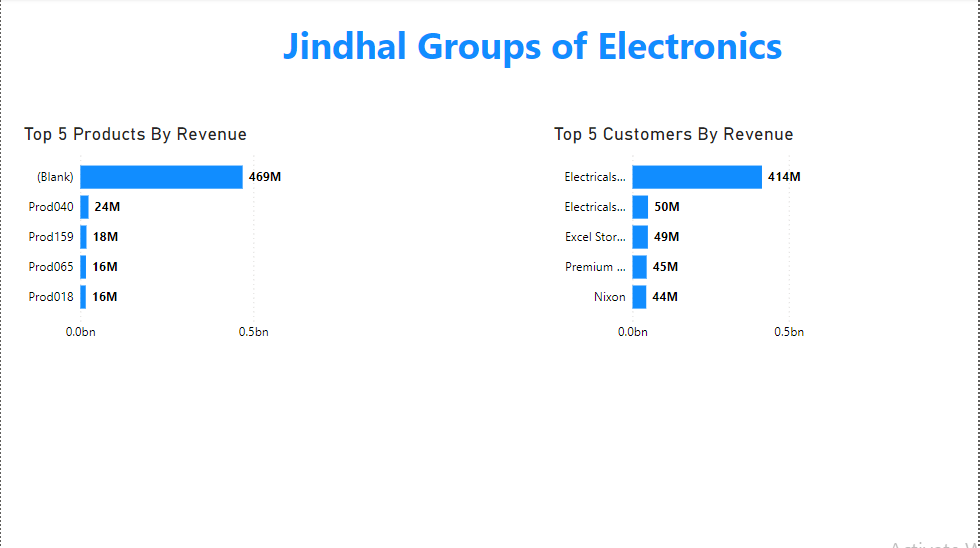 Jindhal Groups of Electronics
Top 5 Products By Revenue
(Blank) 469M
Prod040 24M
Prod159 18M
Prod065 16M
Prod018 16M
0.0bn 0.5bn
Top 5 Customers By Revenue
Electricals... 414M
Electricals... 50M
Excel Stor... 49M
Premium ... 45M
Nixon 44M
0.0bn 0.5bn